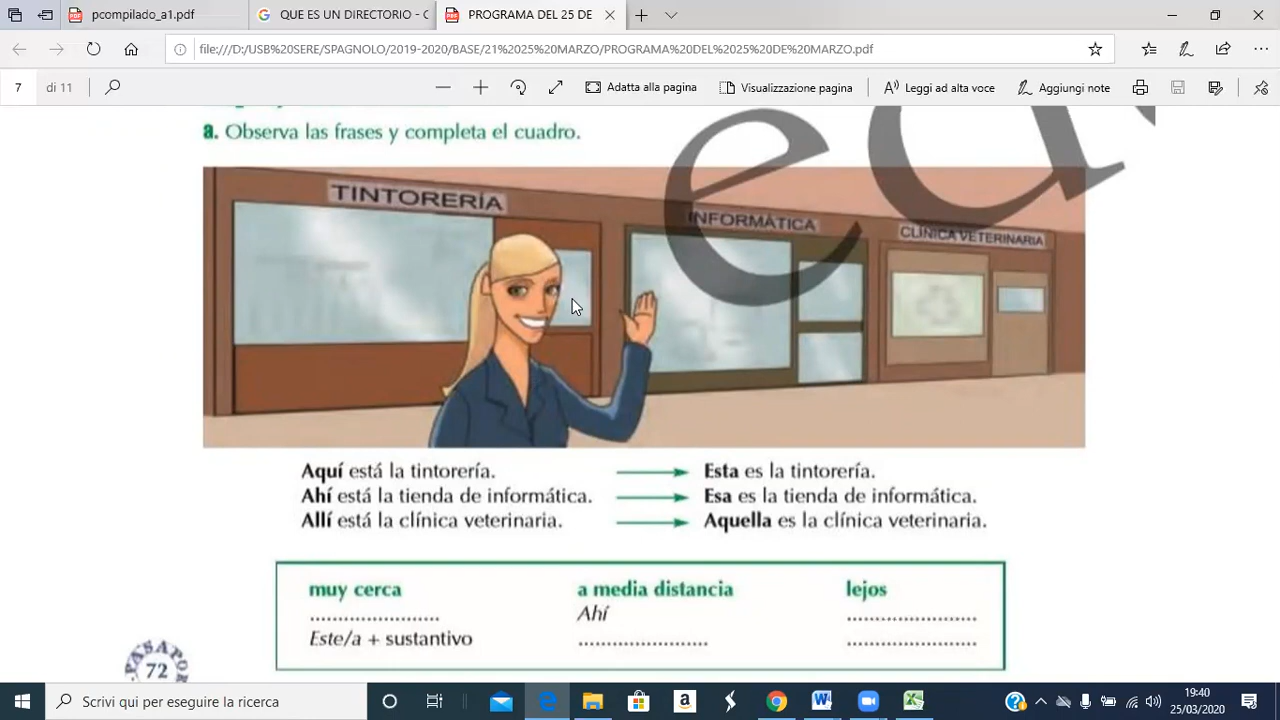 pcompilado_a1.pdf
QUE ES UN DIRECTORIO - C
PROGRAMA DEL 25 DE
file:///D:/USB%20SERE/SPAGNOLO/2019-2020/BASE/21%2025%20MARZO/PROGRAMA%20DEL%2025%20DE%20MARZO.pdf
7 di 11
Adatta alla pagina
Visualizzazione pagina
Leggi ad alta voce
Aggiungi note
a. Observa las frases y completa el cuadro.
TINTORERÍA
INFORMÁTICA
CLÍNICA VETERINARIA
ed
Aquí está la tintorería. Esta es la tintorería.
Ahí está la tienda de informática. Esa es la tienda de informática.
Allí está la clínica veterinaria. Aquella es la clínica veterinaria.
muy cerca a media distancia lejos
........................ Ahí ........................
Este/a + sustantivo ........................ ........................
72
Scrivi qui per eseguire la ricerca
19:40
25/03/2020